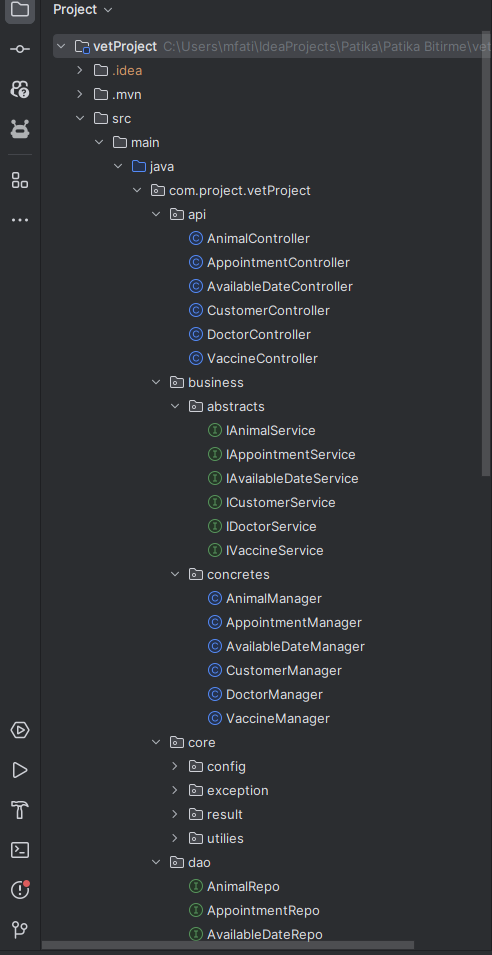 Project
vetProject C:\Users\mfati\IdeaProjects\Patika\Patika Bitirme\vet
.idea
.mvn
src
main
java
com.project.vetProject
api
AnimalController
AppointmentController
AvailableDateController
CustomerController
DoctorController
VaccineController
business
abstracts
IAnimalService
IAppointmentService
IAvailableDateService
ICustomerService
IDoctorService
IVaccineService
concretes
AnimalManager
AppointmentManager
AvailableDateManager
CustomerManager
DoctorManager
VaccineManager
core
config
exception
result
utilies
dao
AnimalRepo
AppointmentRepo
AvailableDateRepo